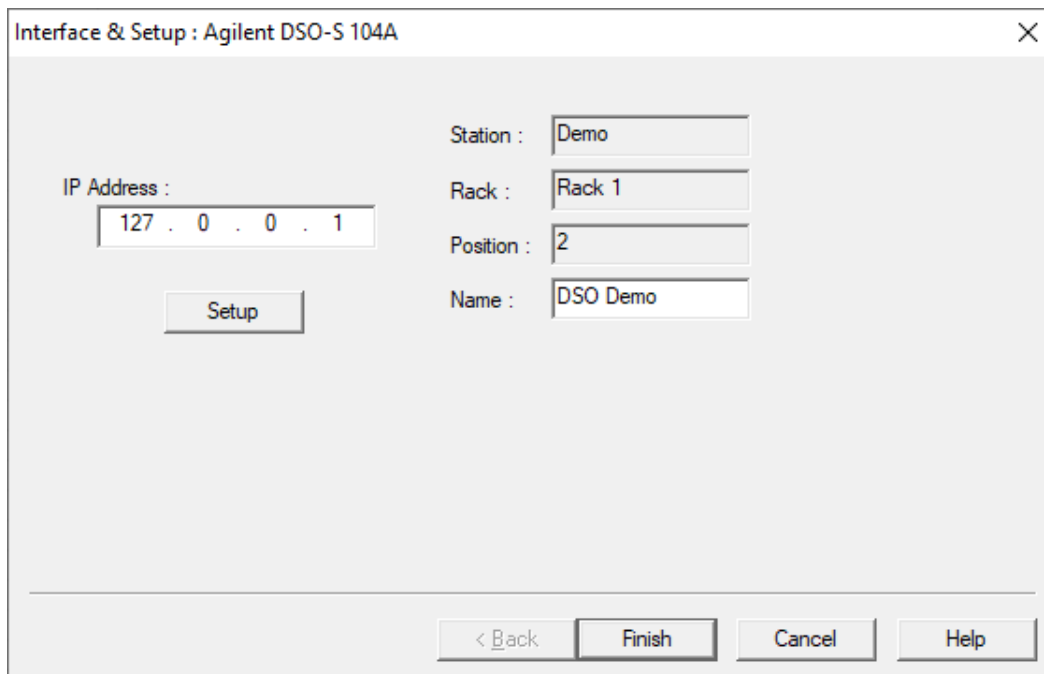 Interface & Setup : Agilent DSO-S 104A
Station : Demo
IP Address :
Rack : Rack 1
127 . 0 . 0 . 1
Position : 2
Name : DSO Demo
Setup
< Back Finish Cancel Help